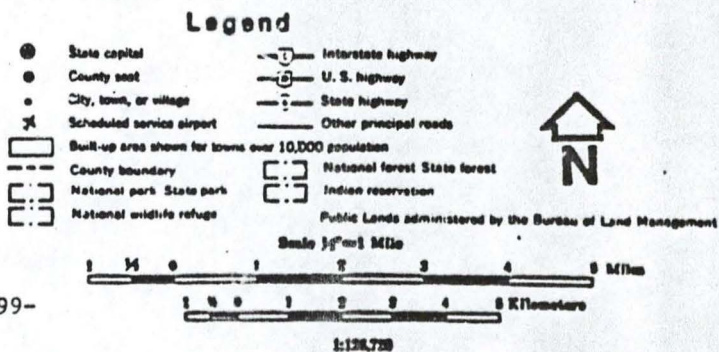 Legend
State capital
County seat
City, town, or village
Scheduled service airport
Built-up area shown for towns over 10,000 population
County boundary
National park State park
National wildlife refuge
Interstate highway
U. S. highway
State highway
Other principal roads
National forest State forest
Indian reservation
Public Lands administered by the Bureau of Land Management
N
Scale Mile
1 ½ 0 1 2 3 4 5 Miles
1 ½ 0 1 2 3 4 5 Kilometers
99-